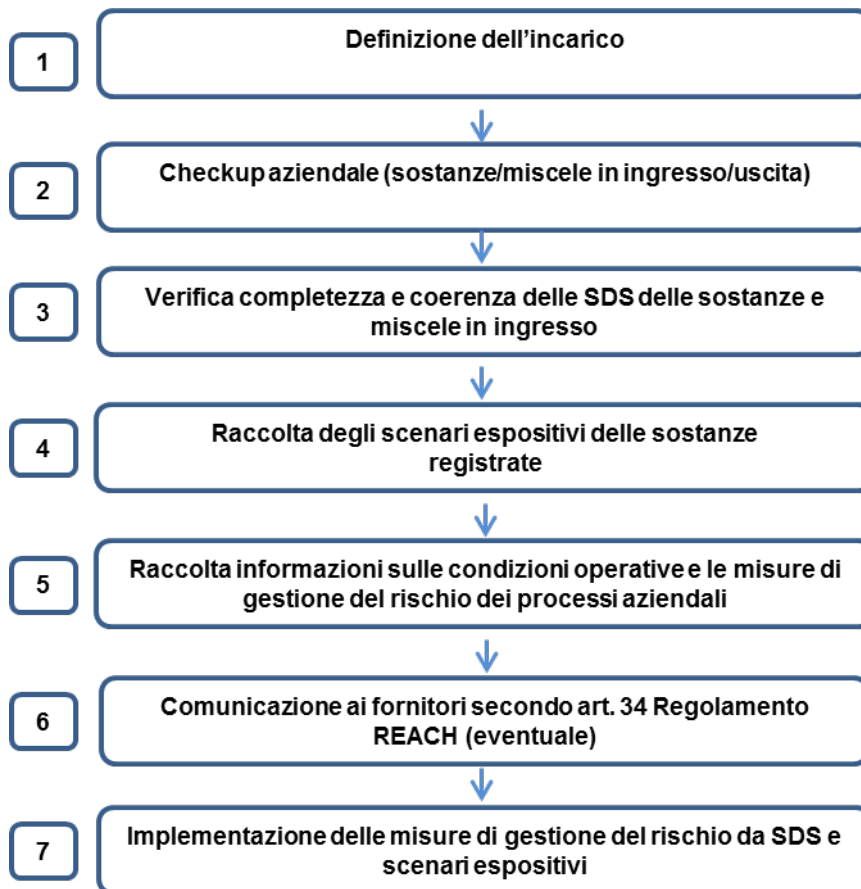 1
Definizione dell’incarico
2
Checkup aziendale (sostanze/miscele in ingresso/uscita)
3
Verifica completezza e coerenza delle SDS delle sostanze e
miscele in ingresso
4
Raccolta degli scenari espositivi delle sostanze
registrate
5
Raccolta informazioni sulle condizioni operative e le misure di
gestione del rischio dei processi aziendali
6
Comunicazione ai fornitori secondo art. 34 Regolamento
REACH (eventuale)
7
Implementazione delle misure di gestione del rischio da SDS e
scenari espositivi